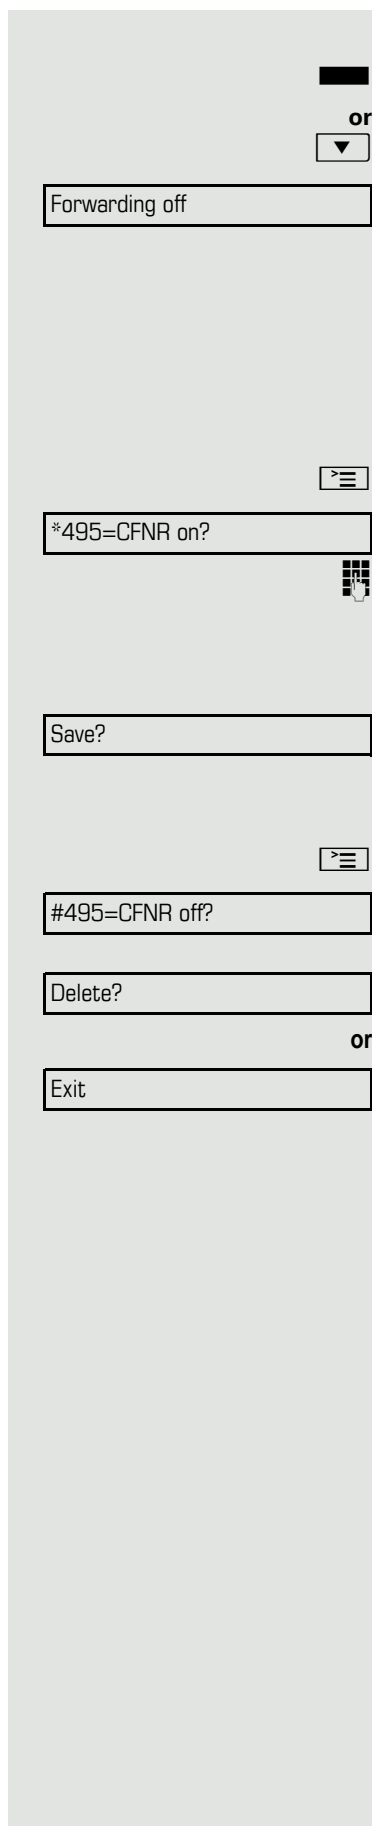 or
Forwarding off
*495=CFNR on?
Save?
#495=CFNR off?
Delete?
or
Exit